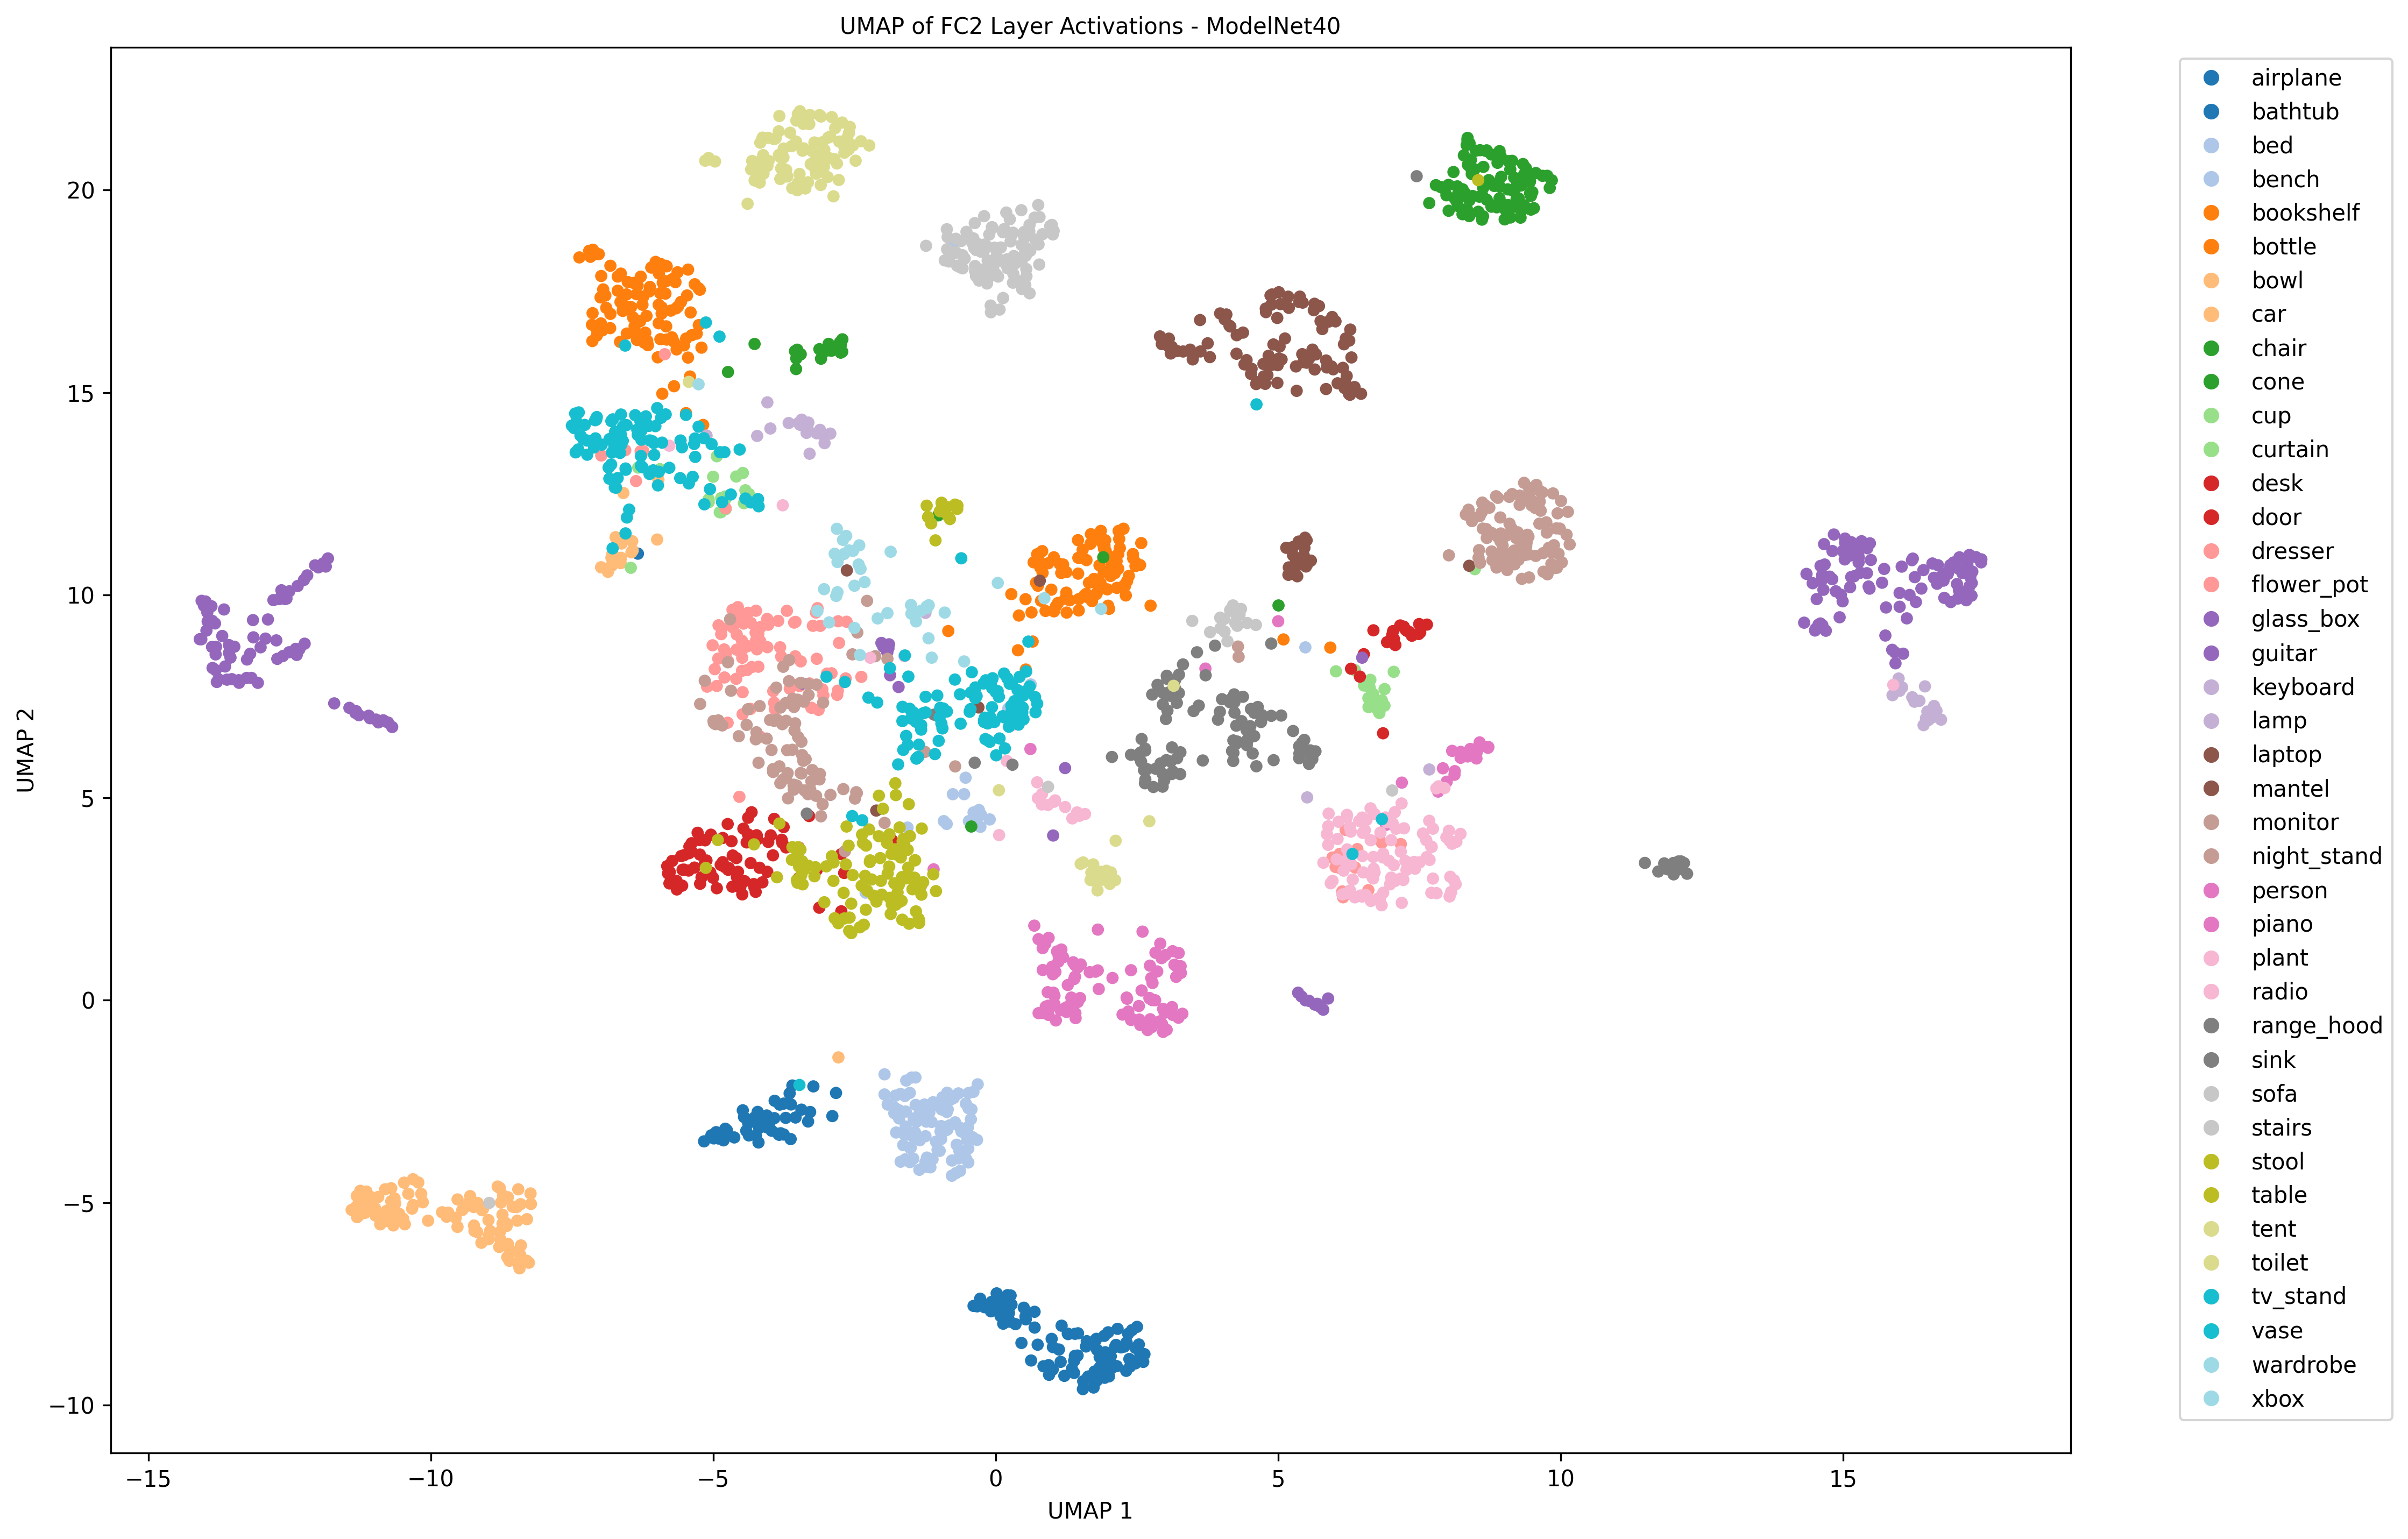 UMAP of FC2 Layer Activations - ModelNet40
20
15
10
5
0
−5
−10
UMAP 2
−15
−10
−5
0
5
10
15
UMAP 1
airplane
bathtub
bed
bench
bookshelf
bottle
bowl
car
chair
cone
cup
curtain
desk
door
dresser
flower_pot
glass_box
guitar
keyboard
lamp
laptop
mantel
monitor
night_stand
person
piano
plant
radio
range_hood
sink
sofa
stairs
stool
table
tent
toilet
tv_stand
vase
wardrobe
xbox